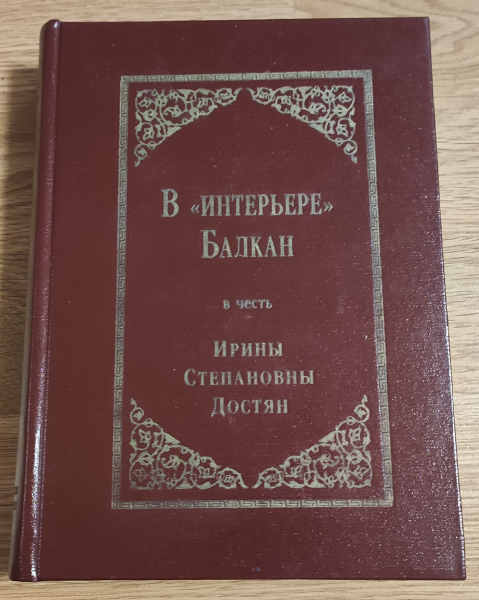 В «ИНТЕРЬЕРЕ»
БАЛКАН
в честь
ИРИНЫ
СТЕПАНОВНЫ
ДОСТЯН